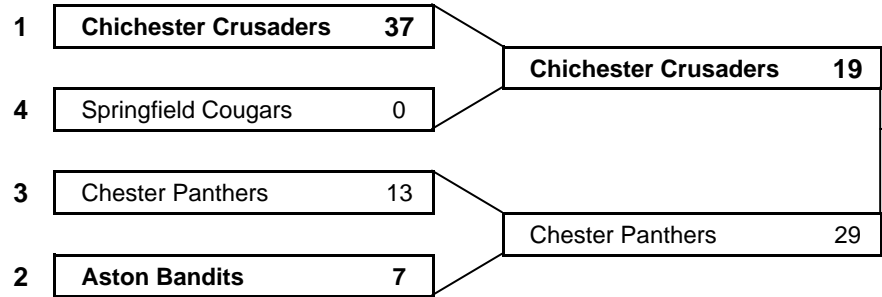 1 Chichester Crusaders 37
Chichester Crusaders 19
4 Springfield Cougars 0
3 Chester Panthers 13
Chester Panthers 29
2 Aston Bandits 7